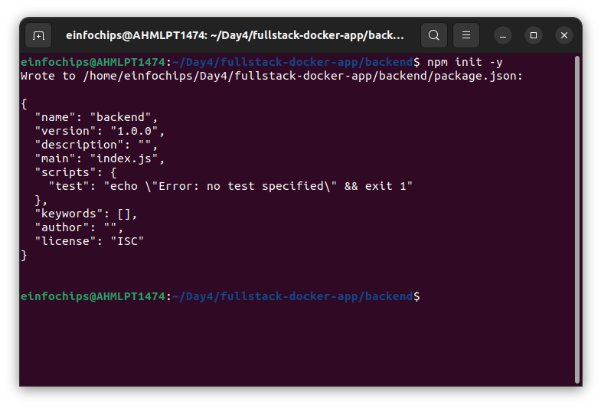 einfochips@AHMLPT1474: ~/Day4/fullstack-docker-app/back...
einfochips@AHMLPT1474:~/Day4/fullstack-docker-app/backend$ npm init -y
Wrote to /home/einfochips/Day4/fullstack-docker-app/backend/package.json:

{
  "name": "backend",
  "version": "1.0.0",
  "description": "",
  "main": "index.js",
  "scripts": {
    "test": "echo \"Error: no test specified\" && exit 1"
  },
  "keywords": [],
  "author": "",
  "license": "ISC"
}

einfochips@AHMLPT1474:~/Day4/fullstack-docker-app/backend$